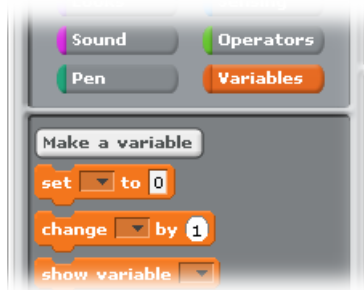 Sound Operators
Pen Variables
Make a variable
set to 0
change by 1
show variable